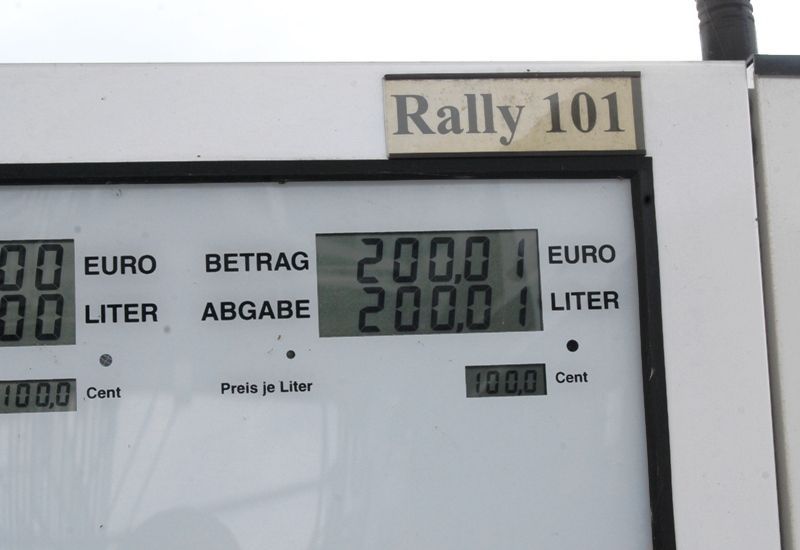 Rally 101
00 EURO BETRAG 200,01 EURO
00 LITER ABGABE 200,01 LITER
100,0 Cent Preis je Liter 100,0 Cent